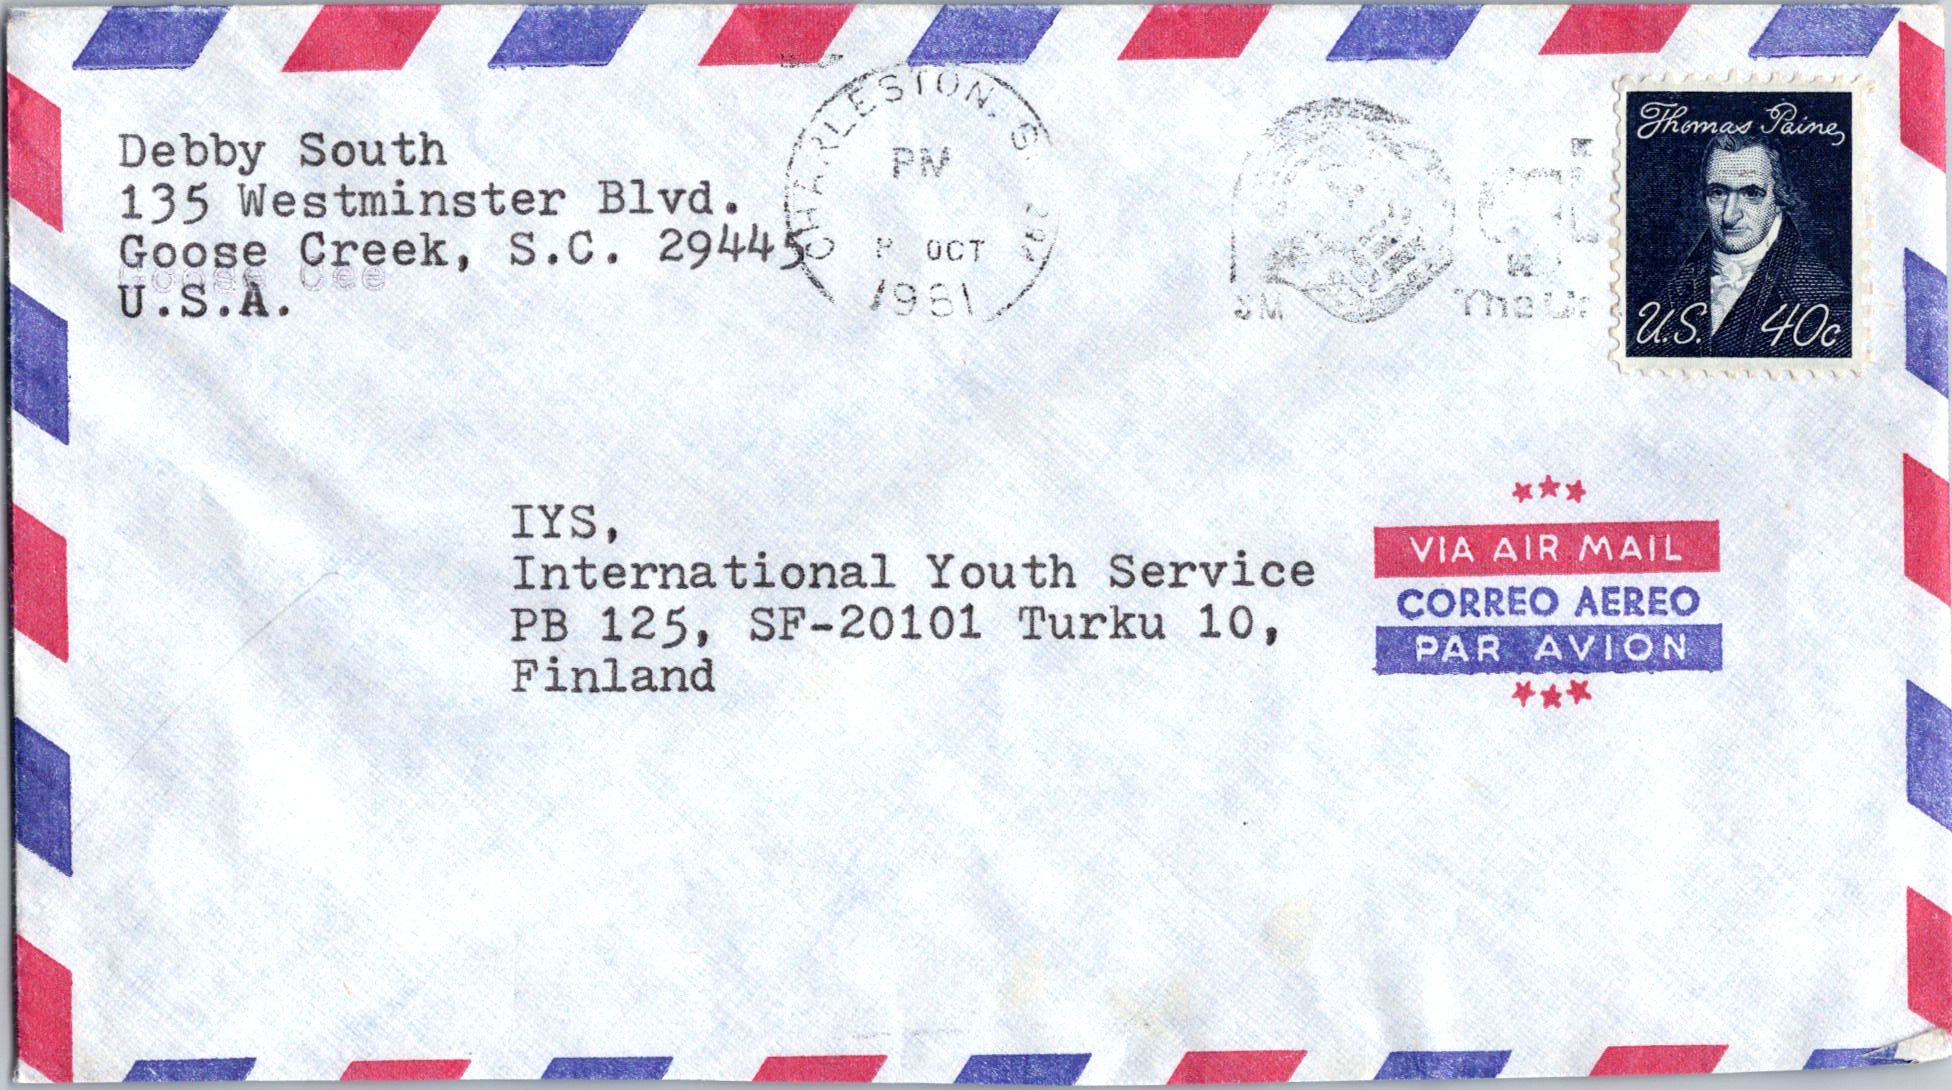 Debby South
135 Westminster Blvd.
Goose Creek, S.C. 29445
U.S.A.
CHARLESTON, S.
PM
OCT
1981
Thomas Paine
U.S. 40c
IYS,
International Youth Service
PB 125, SF-20101 Turku 10,
Finland
VIA AIR MAIL
CORREO AEREO
PAR AVION